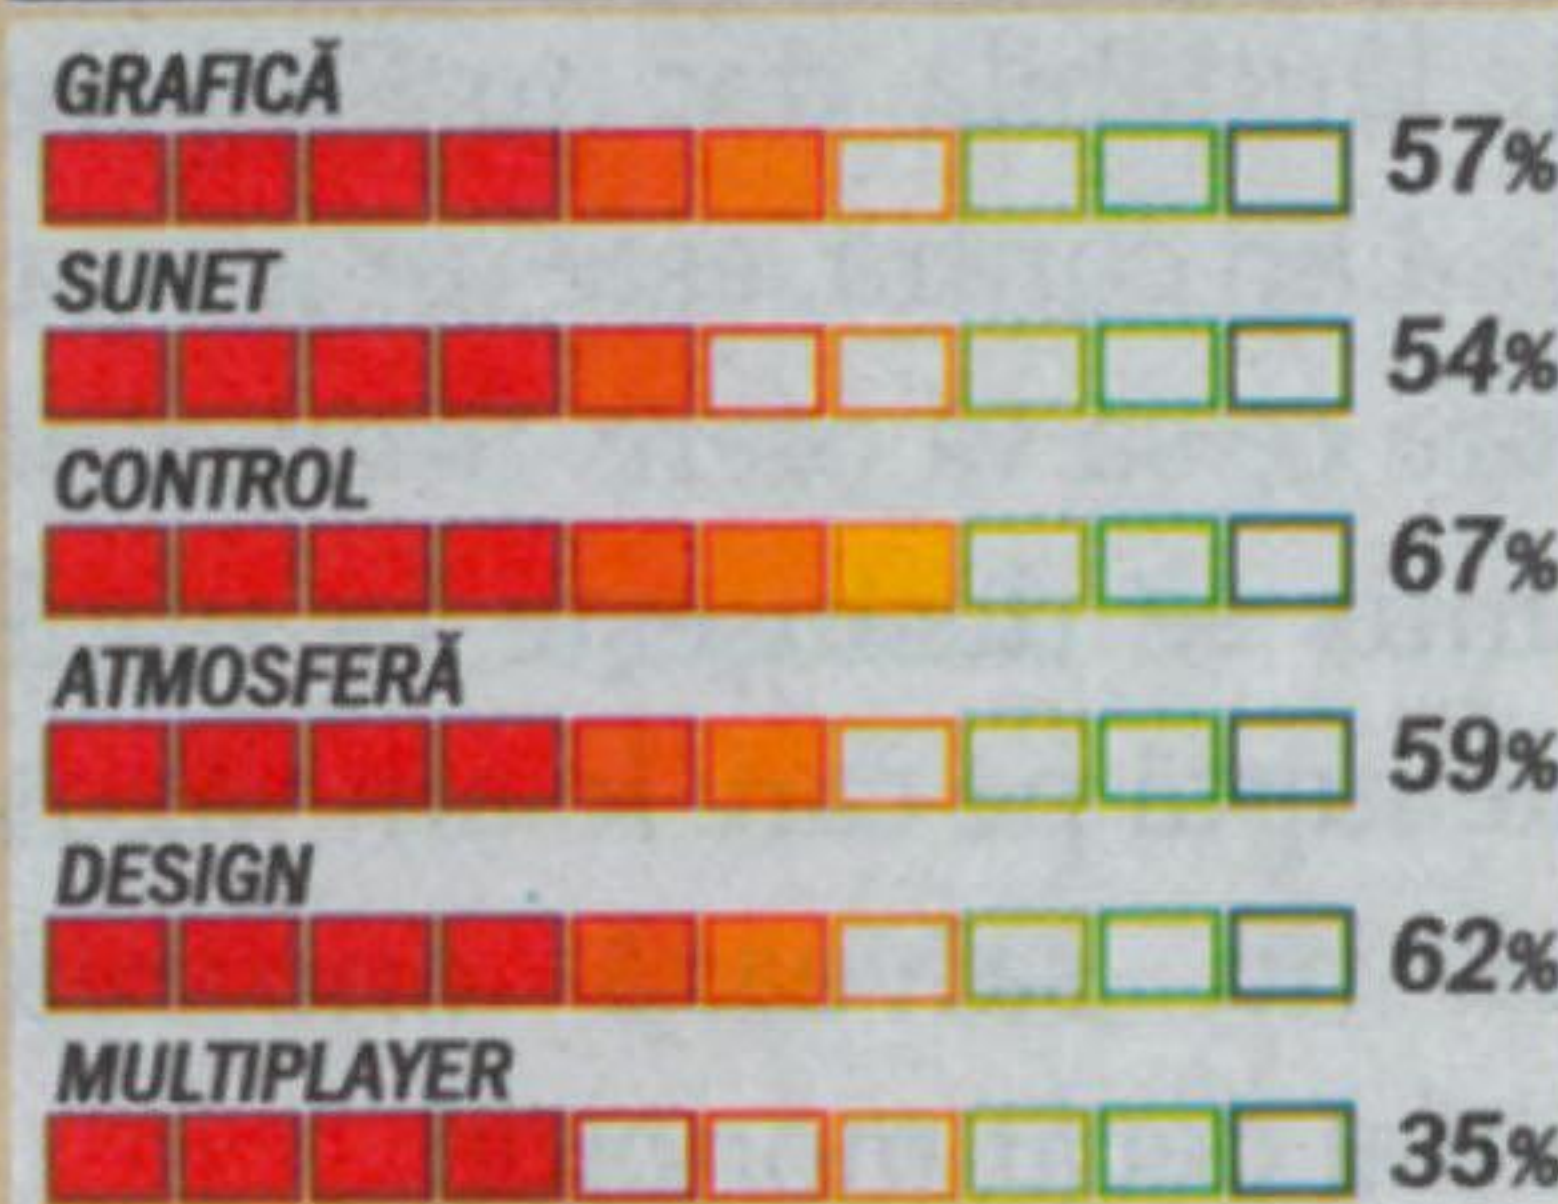 GRAFICĂ
57%
SUNET
54%
CONTROL
67%
ATMOSFERĂ
59%
DESIGN
62%
MULTIPLAYER
35%